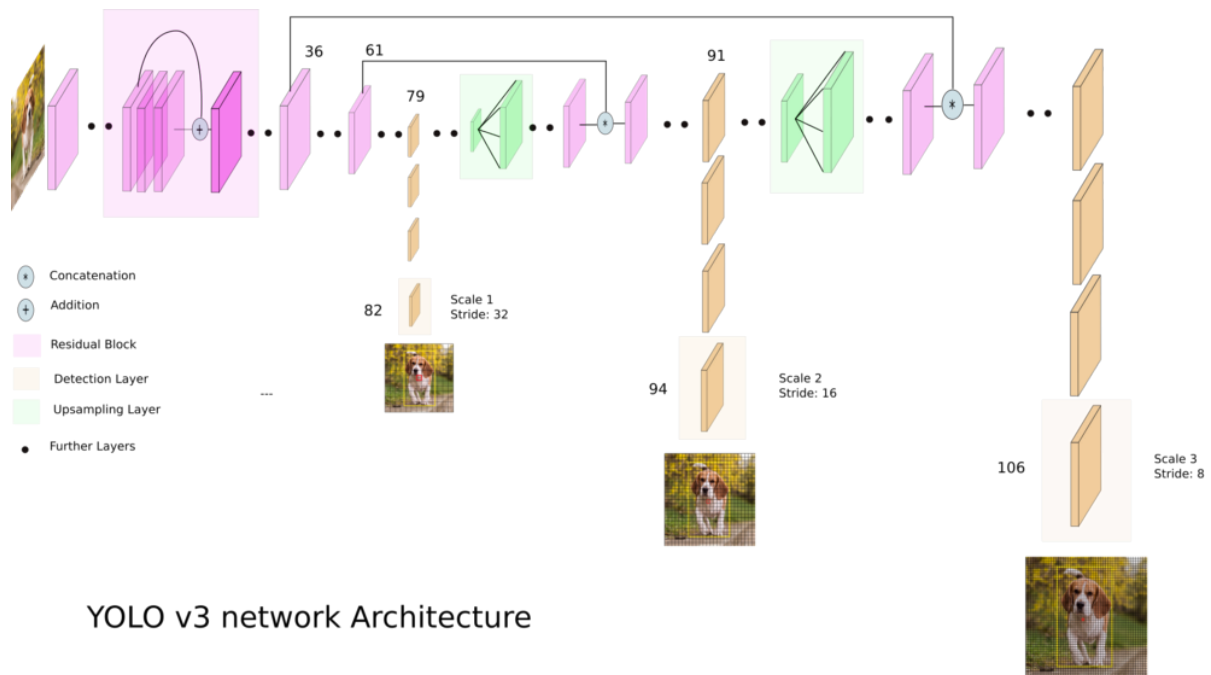 36
61
91
79
*
+
*
*
Concatenation
+
Addition
82
Scale 1
Stride: 32
Residual Block
Detection Layer
---
Upsampling Layer
94
Scale 2
Stride: 16
Further Layers
106
Scale 3
Stride: 8
YOLO v3 network Architecture